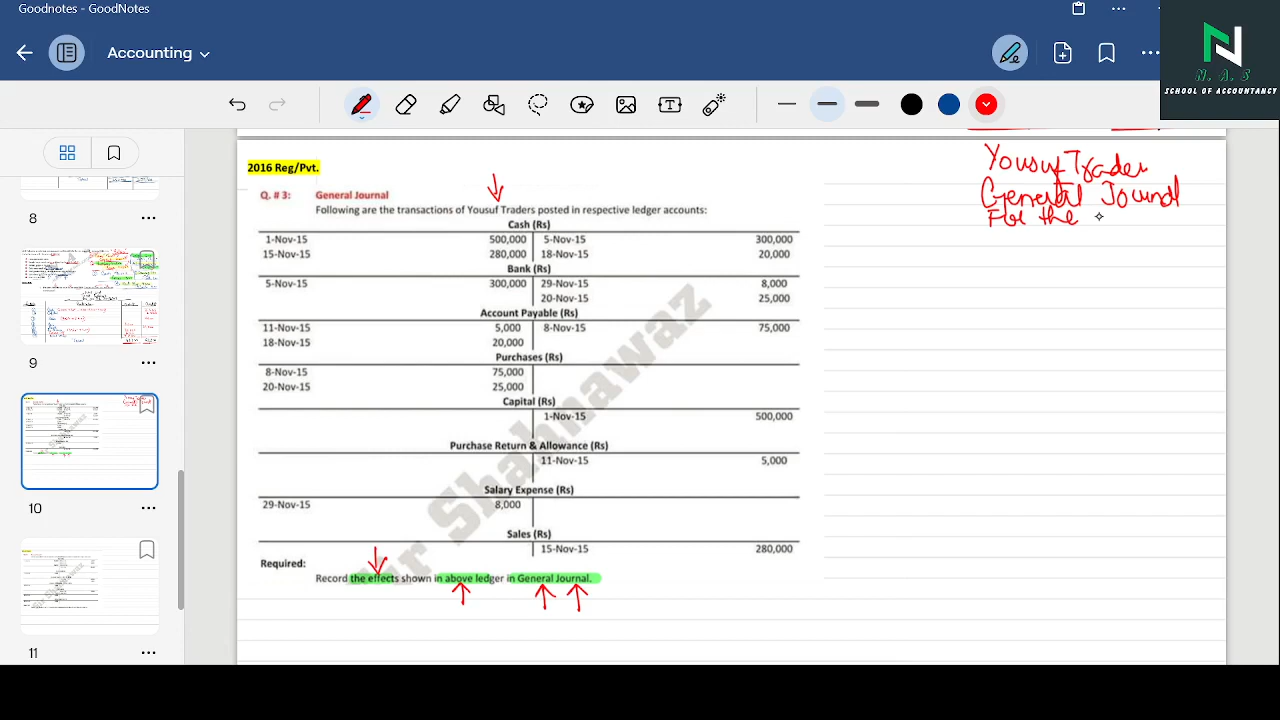 Goodnotes - GoodNotes
Accounting
N. A. S
SCHOOL OF ACCOUNTANCY
8
9
10
11
2016 Reg/Pvt.
Q. # 3: General Journal
Following are the transactions of Yousuf Traders posted in respective ledger accounts:
Cash (Rs)
1-Nov-15 500,000 5-Nov-15 300,000
15-Nov-15 280,000 18-Nov-15 20,000
Bank (Rs)
5-Nov-15 300,000 29-Nov-15 8,000
20-Nov-15 25,000
Account Payable (Rs)
11-Nov-15 5,000 8-Nov-15 75,000
18-Nov-15 20,000
Purchases (Rs)
8-Nov-15 75,000
20-Nov-15 25,000
Capital (Rs)
1-Nov-15 500,000
Purchase Return & Allowance (Rs)
11-Nov-15 5,000
Salary Expense (Rs)
29-Nov-15 8,000
Sales (Rs)
15-Nov-15 280,000
Required:
Record the effects shown in above ledger in General Journal.
Sir Shahnawaz
Yousuf Trader
General Journal
For the